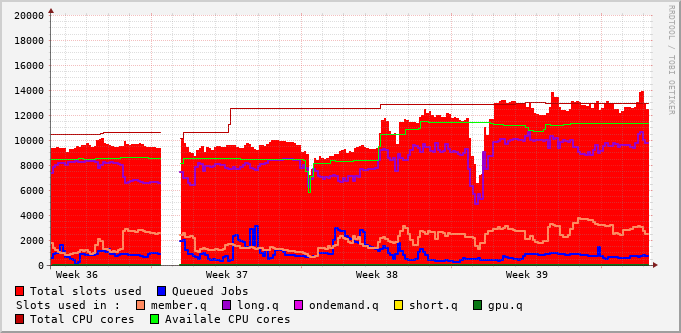 20000
18000
16000
14000
12000
10000
8000
6000
4000
2000
0
Week 36 Week 37 Week 38 Week 39
Total slots used Queued Jobs
Slots used in : member.q long.q ondemand.q short.q gpu.q
Total CPU cores Availale CPU cores
RRDTOOL / TOBI OETIKER